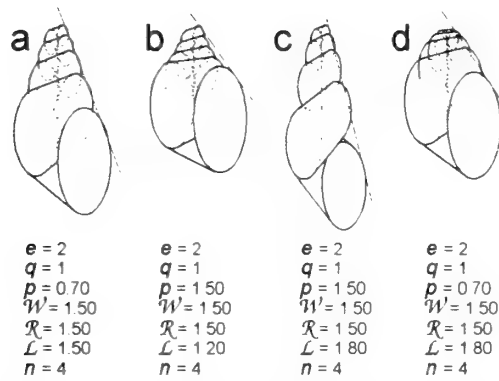 a
e = 2
q = 1
p = 0.70
W = 1.50
R = 1.50
L = 1.50
n = 4
b
e = 2
q = 1
p = 1 50
W = 1 50
R = 1 50
L = 1 20
n = 4
c
e = 2
q = 1
p = 1 50
W = 1 50
R = 1 50
L = 1 80
n = 4
d
e = 2
q = 1
p = 0 70
W = 1 50
R = 1 50
L = 1 80
n = 4